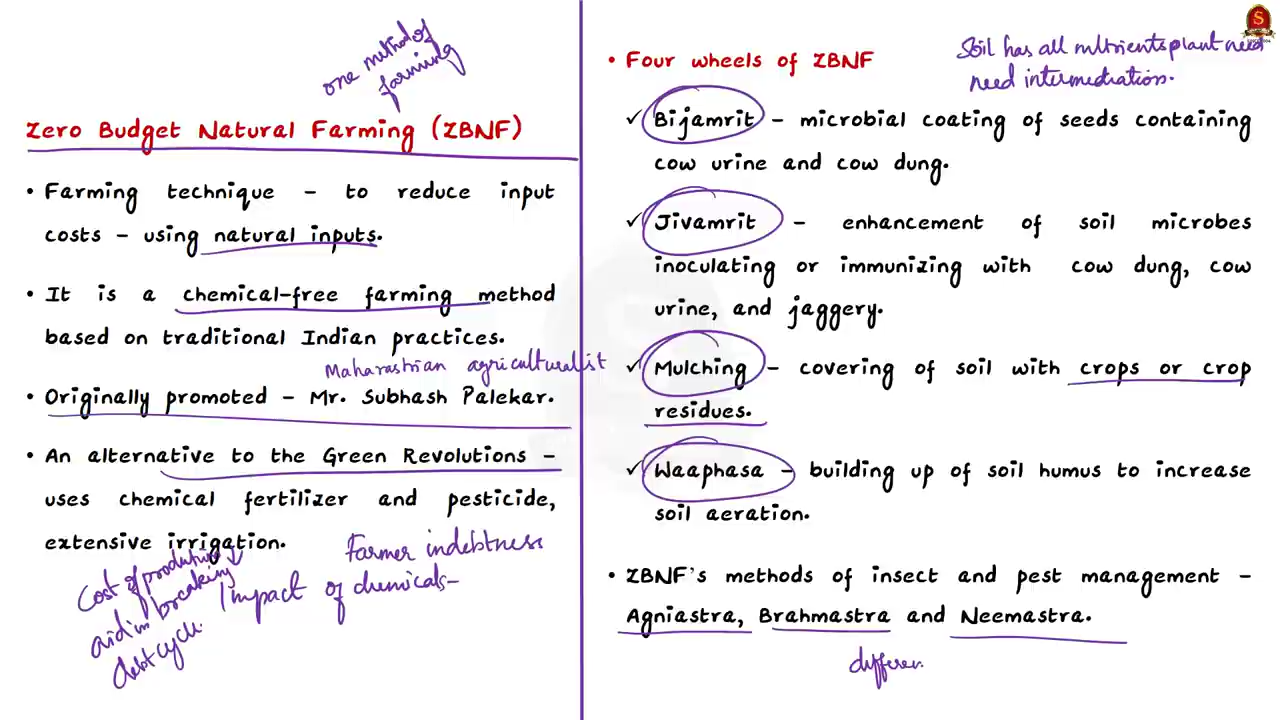 one method of
farming
Zero Budget Natural Farming (ZBNF)
• Farming technique – to reduce input
costs – using natural inputs.
• It is a chemical-free farming method
based on traditional Indian practices.
Maharastrian agriculturalist
• Originally promoted – Mr. Subhash Palekar.
• An alternative to the Green Revolutions –
uses chemical fertilizer and pesticide,
extensive irrigation.
Cost of production ↓
aid in breaking
debt cycle.
Farmer indebtness
Impact of chemicals–
• Four wheels of ZBNF
Soil has all nutrients plant need
need intermediation.
✓ Bijamrit – microbial coating of seeds containing
cow urine and cow dung.
✓ Jivamrit – enhancement of soil microbes
inoculating or immunizing with cow dung, cow
urine, and jaggery.
✓ Mulching – covering of soil with crops or crop
residues.
✓ Waaphasa – building up of soil humus to increase
soil aeration.
• ZBNF's methods of insect and pest management –
Agniastra, Brahmastra and Neemastra.
differen